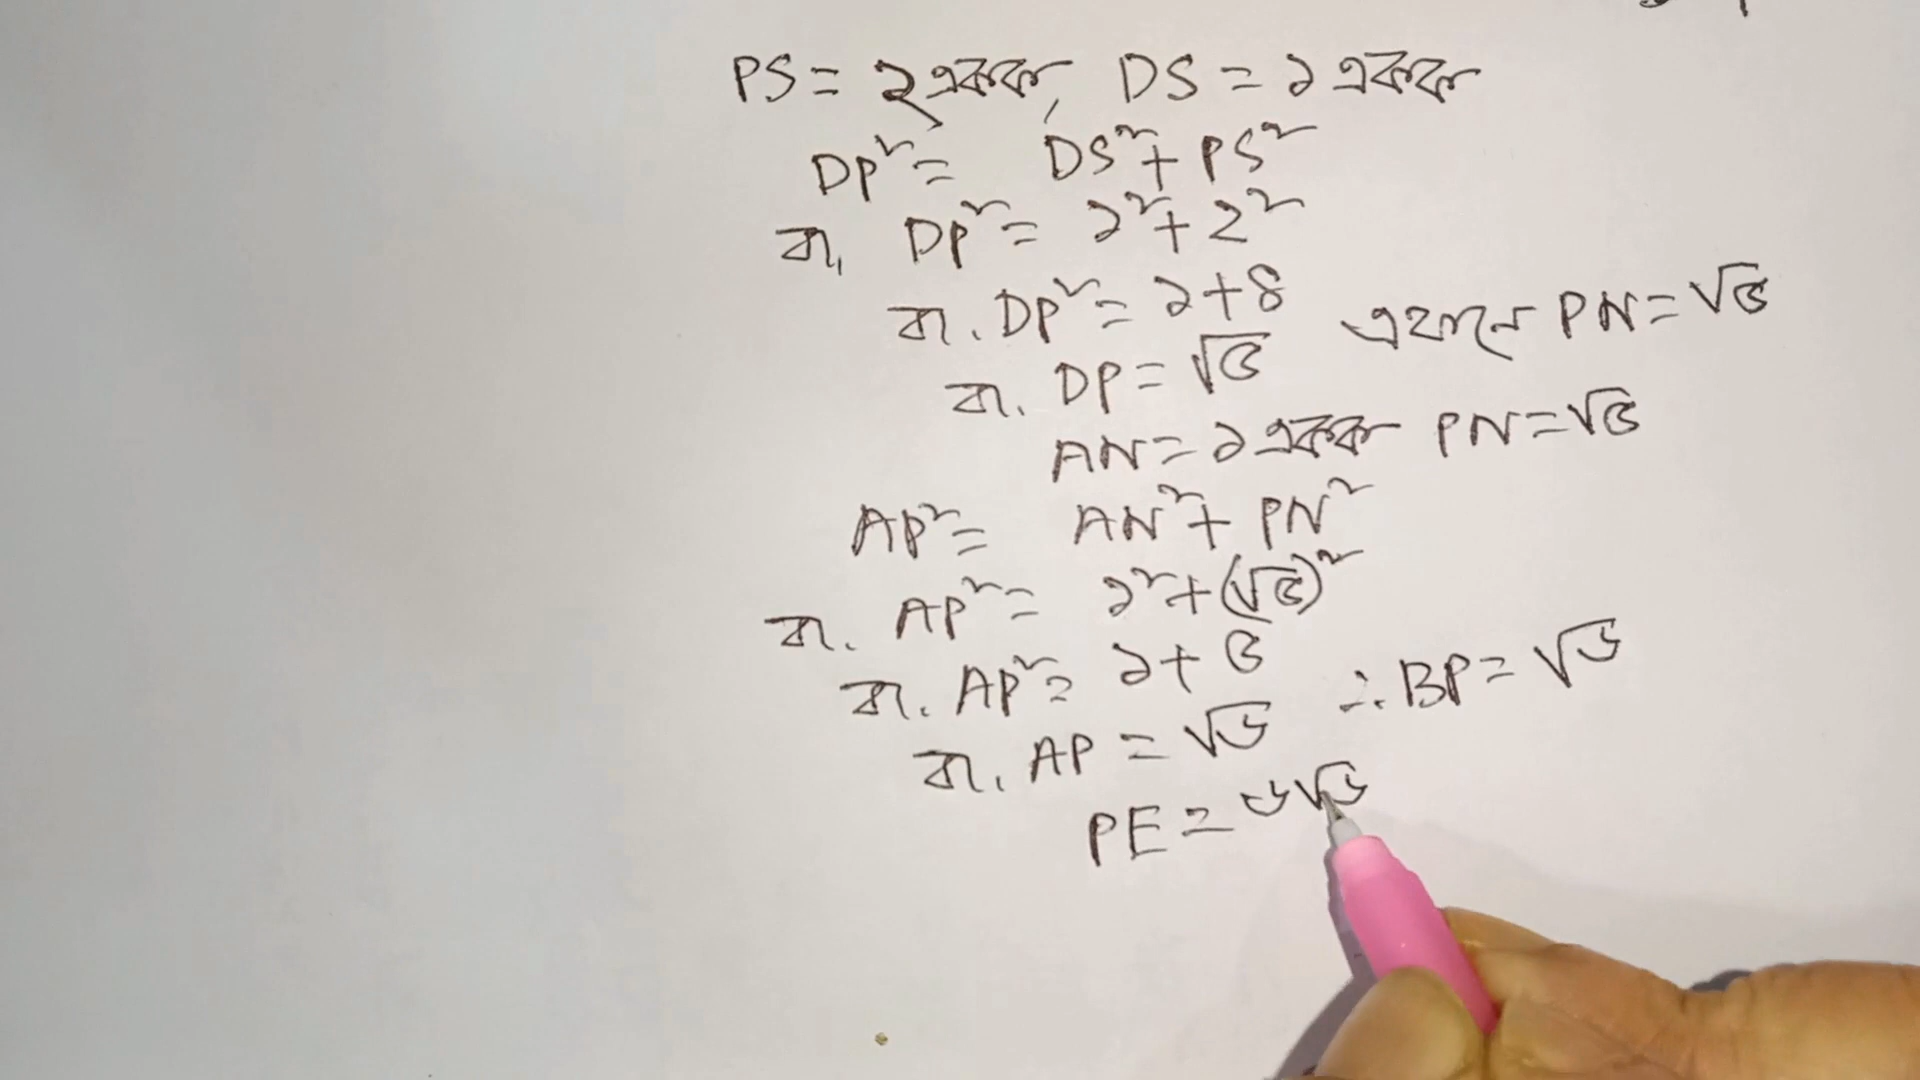 PS = ২ একক, DS = ১ একক
DP² = DS² + PS²
বা, DP² = ১² + 2²
বা, DP² = ১ + ৪
বা, DP = √৫ এখানে PN = √৫
AN = ১ একক PN = √৫
AP² = AN² + PN²
বা, AP² = ১² + (√৫)²
বা, AP² = ১ + ৫
বা, AP = √৬ ∴ BP = √৬
PE = ৬√৬